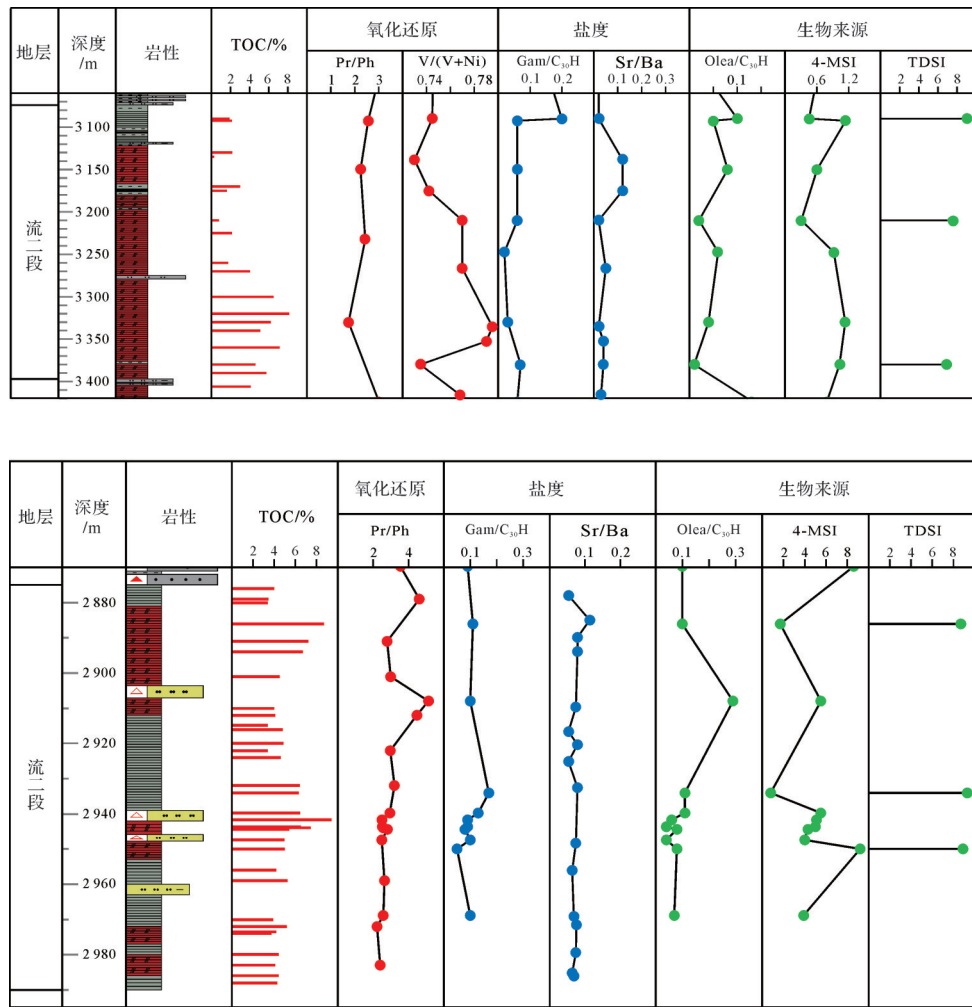 氧化还原 盐度 生物来源
地层 深度/m 岩性 TOC/% Pr/Ph V/(V+Ni) Gam/C₃₀H Sr/Ba Olea/C₃₀H 4-MSI TDSI
2 4 6 8 1 2 3 0.74 0.78 0.1 0.2 0.1 0.2 0.3 0.1 0.6 1.2 2 4 6 8
3 100
3 150
3 200
流二段
3 250
3 300
3 350
3 400
氧化还原 盐度 生物来源
地层 深度/m 岩性 TOC/% Pr/Ph Gam/C₃₀H Sr/Ba Olea/C₃₀H 4-MSI TDSI
2 4 6 8 2 4 0.1 0.2 0.1 0.2 0.1 0.3 2 4 6 8 2 4 6 8
2 880
2 900
2 920
流二段
2 940
2 960
2 980